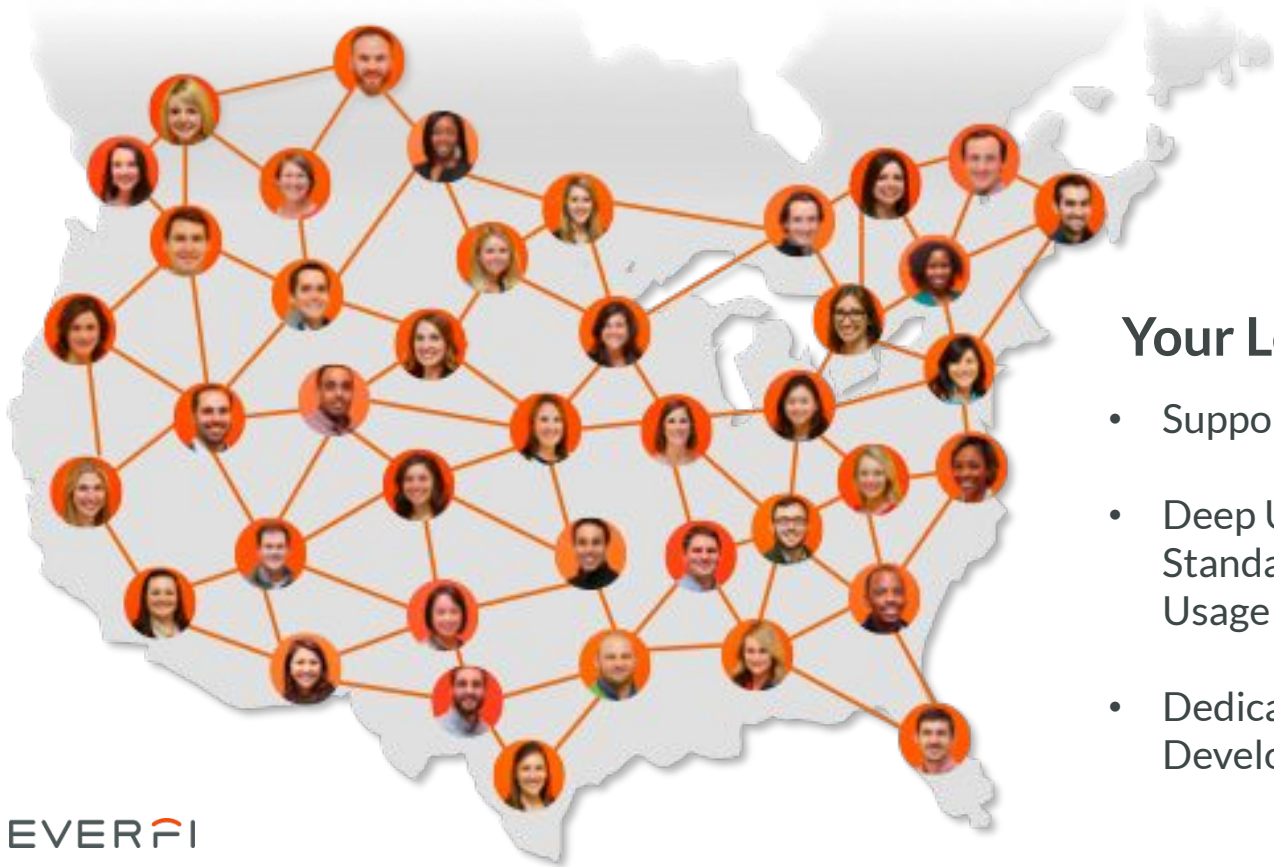 Your L
• Suppo
• Deep U
Standa
Usage
• Dedica
Develo
EVERFI